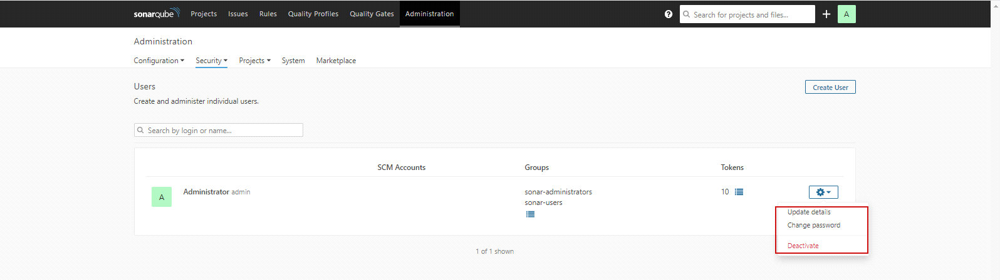 sonarqube Projects Issues Rules Quality Profiles Quality Gates Administration ? Search for projects and files... A
Administration
Configuration Security Projects System Marketplace
Users Create User
Create and administer individual users.
Search by login or name...
SCM Accounts Groups Tokens
A Administrator admin sonar-administrators 10
sonar-users
Update details
Change password
Deactivate
1 of 1 shown